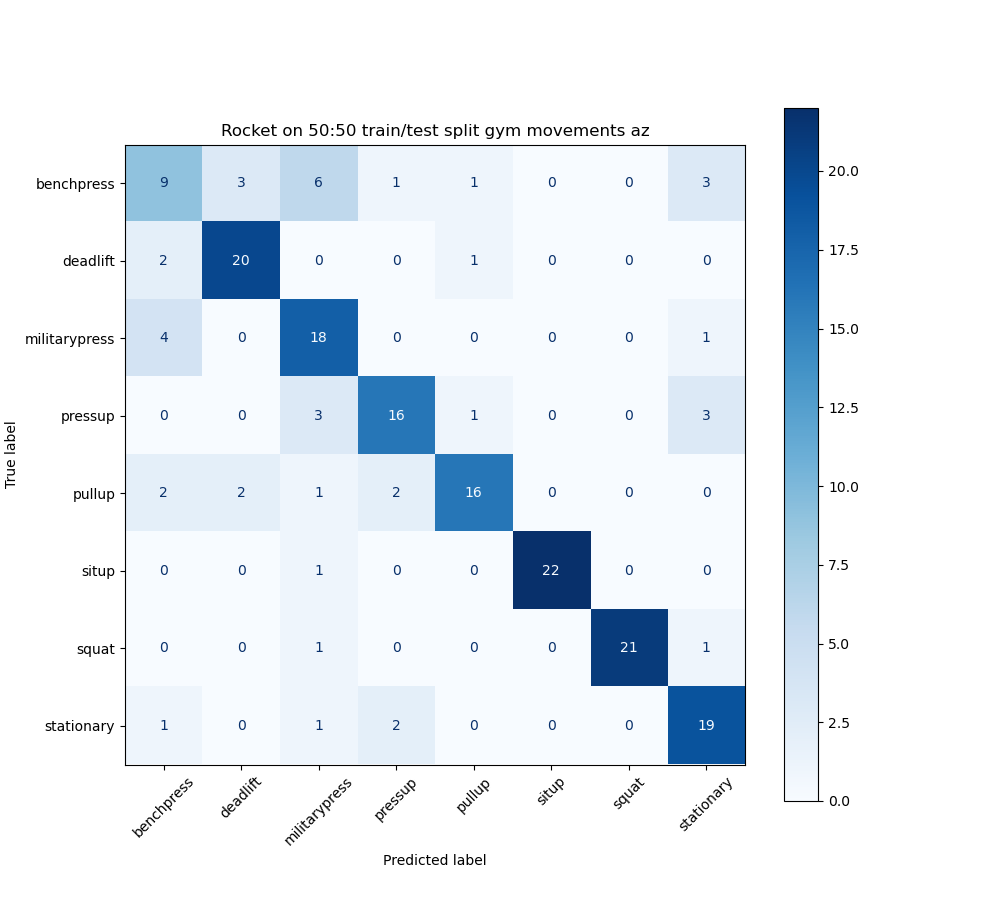 Rocket on 50:50 train/test split gym movements az
benchpress 9 3 6 1 1 0 0 3
deadlift 2 20 0 0 1 0 0 0
militarypress 4 0 18 0 0 0 0 1
pressup 0 0 3 16 1 0 0 3
pullup 2 2 1 2 16 0 0 0
situp 0 0 1 0 0 22 0 0
squat 0 0 1 0 0 0 21 1
stationary 1 0 1 2 0 0 0 19
benchpress deadlift militarypress pressup pullup situp squat stationary
Predicted label
True label
20.0
17.5
15.0
12.5
10.0
7.5
5.0
2.5
0.0